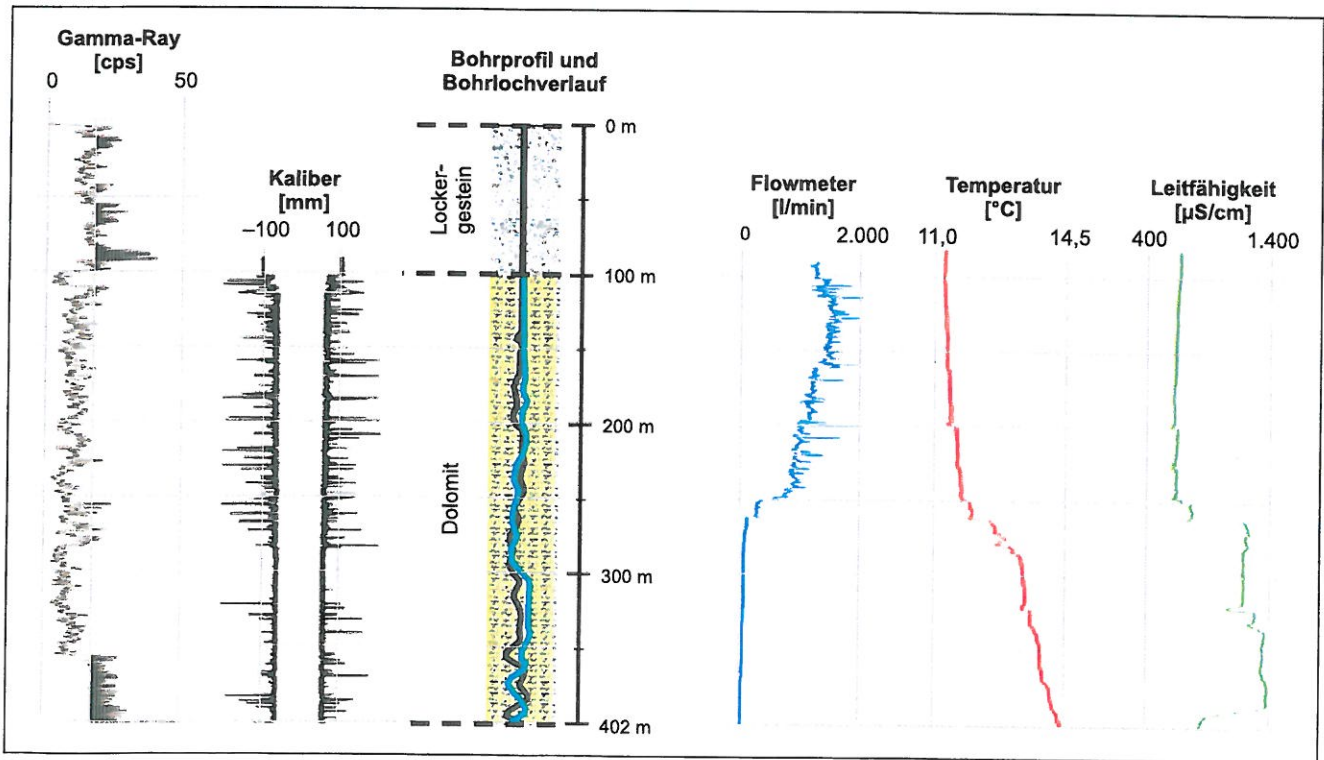 Gamma-Ray
[cps]
0
50
Kaliber
[mm]
–100
100
Bohrprofil und
Bohrlochverlauf
Locker-
gestein
Dolomit
0 m
100 m
200 m
300 m
402 m
Flowmeter
[l/min]
0
2.000
Temperatur
[°C]
11,0
14,5
Leitfähigkeit
[µS/cm]
400
1.400